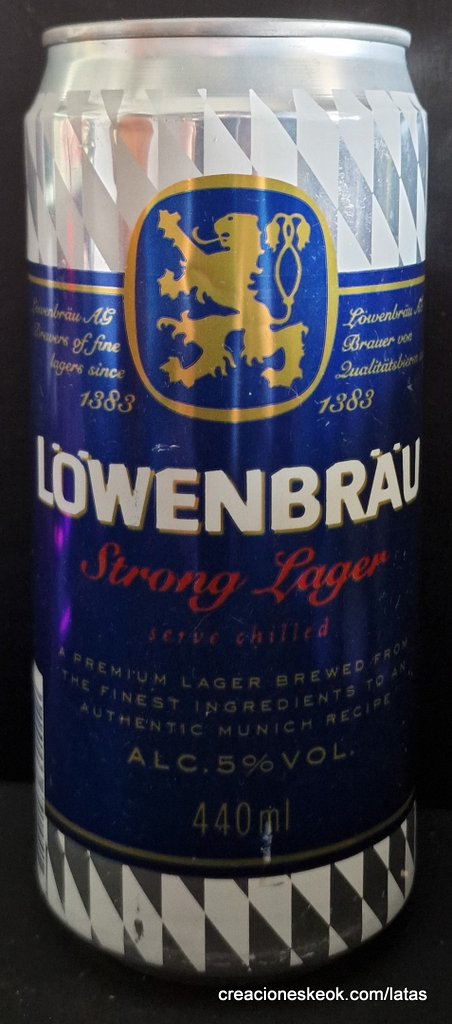 Löwenbräu AG
Brewers of fine
lagers since
1383
Löwenbräu
Brauer von
Qualitätsbieren
1383
LÖWENBRÄU
Strong Lager
serve chilled
A PREMIUM LAGER BREWED FROM
THE FINEST INGREDIENTS TO AN
AUTHENTIC MUNICH RECIPE
ALC. 5% VOL.
440ml
creacioneskeok.com/latas